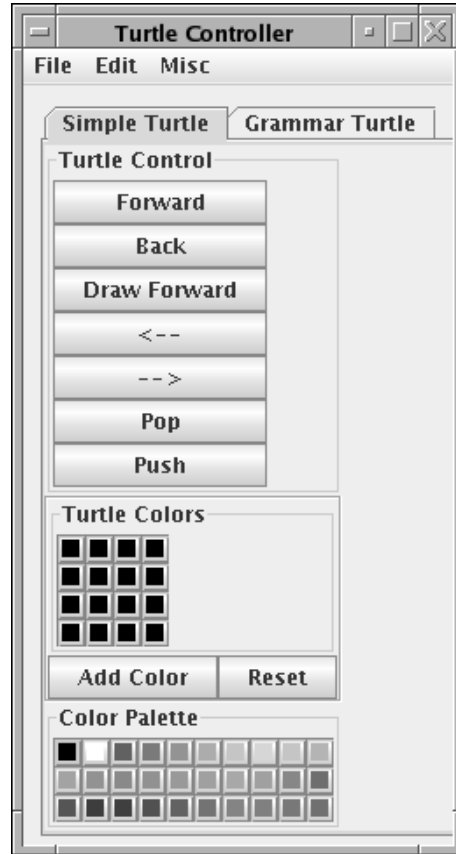 Turtle Controller
File Edit Misc
Simple Turtle Grammar Turtle
Turtle Control
Forward
Back
Draw Forward
<--
-->
Pop
Push
Turtle Colors
Add Color Reset
Color Palette